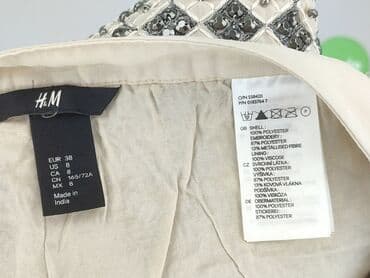 H&M
EUR 38
US 8
CA 8
CN 165/72A
MX 8
Made in
India
GB SHELL:
100% POLYESTER
EMBROIDERY:
87% POLYESTER
13% METALLISED FIBRE
LINING:
100% VISCOSE
CZ SVRCHNÍ LÁTKA:
100% POLYESTER
VÝŠIVKA:
87% POLYESTER
13% KOVOVÁ VLÁKNA
PODŠÍVKA:
100% VISKÓZA
DE OBERMATERIAL:
100% POLYESTER
STICKEREI:
87% POLYESTER